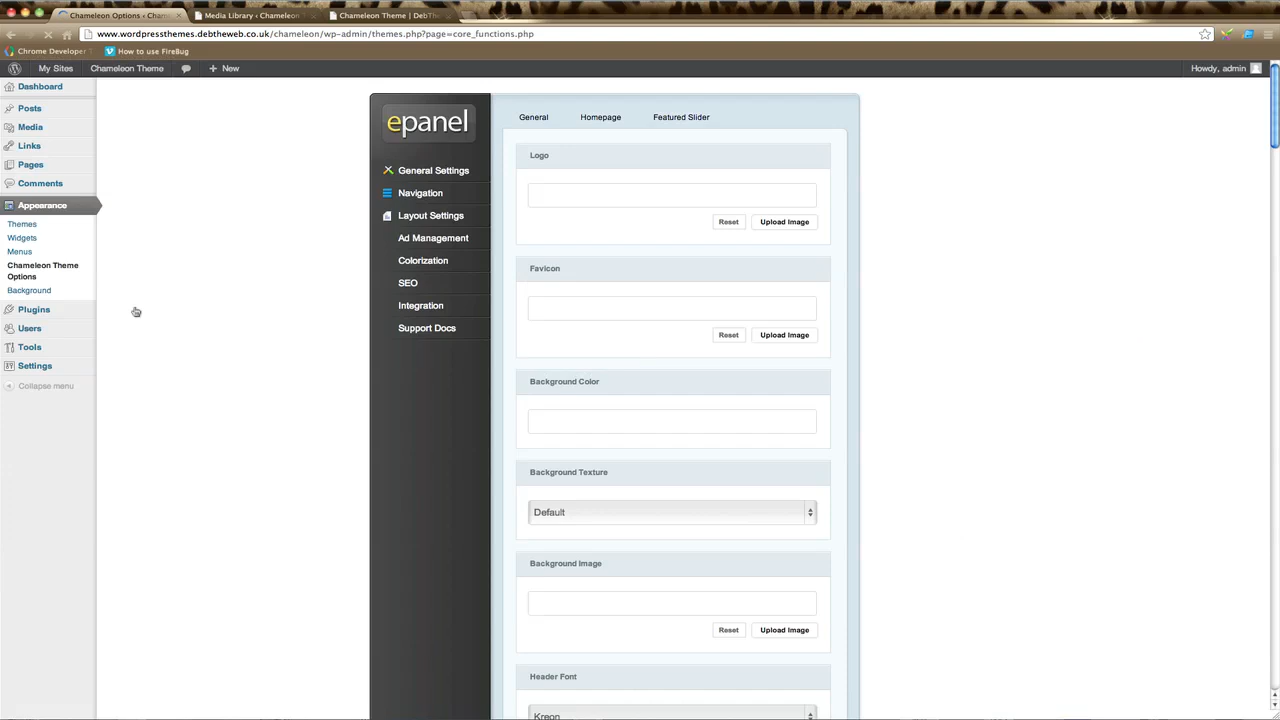 Chameleon Options ‹ Cham
Media Library ‹ Chameleon
Chameleon Theme | DebTh
www.wordpressthemes.debtheweb.co.uk/chameleon/wp-admin/themes.php?page=core_functions.php
Chrome Developer
How to use FireBug
My Sites
Chameleon Theme
+ New
Howdy, admin
Dashboard
Posts
Media
Links
Pages
Comments
Appearance
Themes
Widgets
Menus
Chameleon Theme
Options
Background
Plugins
Users
Tools
Settings
Collapse menu
epanel
General Settings
Navigation
Layout Settings
Ad Management
Colorization
SEO
Integration
Support Docs
General
Homepage
Featured Slider
Logo
Reset
Upload Image
Favicon
Reset
Upload Image
Background Color
Background Texture
Default
Background Image
Reset
Upload Image
Header Font
Kreon